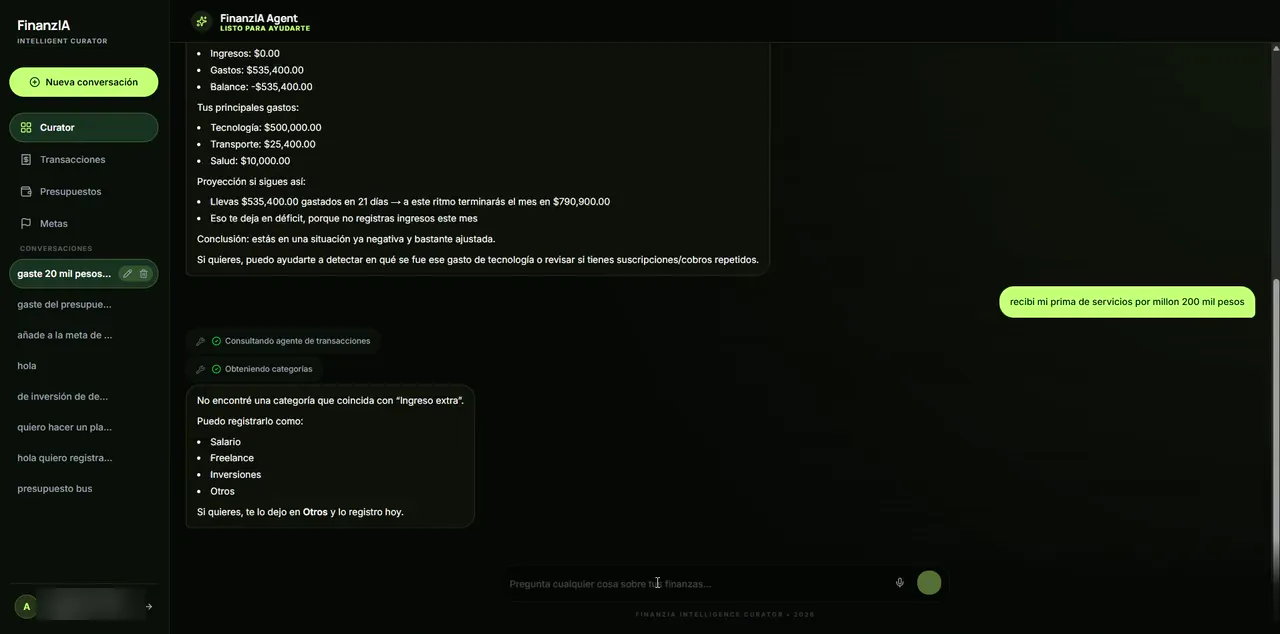 FinanzIA
INTELLIGENT CURATOR
Nueva conversación
Curator
Transacciones
Presupuestos
Metas
CONVERSACIONES
gaste 20 mil pesos...
gaste del presupue...
añade a la meta de ...
hola
de inversión de de...
quiero hacer un pla...
hola quiero registra...
presupuesto bus
A
FinanzIA Agent
LISTO PARA AYUDARTE
• Ingresos: $0.00
• Gastos: $535,400.00
• Balance: -$535,400.00
Tus principales gastos:
• Tecnología: $500,000.00
• Transporte: $25,400.00
• Salud: $10,000.00
Proyección si sigues así:
• Llevas $535,400.00 gastados en 21 días → a este ritmo terminarás el mes en $790,900.00
• Eso te deja en déficit, porque no registras ingresos este mes
Conclusión: estás en una situación ya negativa y bastante ajustada.
Si quieres, puedo ayudarte a detectar en qué se fue ese gasto de tecnología o revisar si tienes suscripciones/cobros repetidos.
recibi mi prima de servicios por millon 200 mil pesos
Consultando agente de transacciones
Obteniendo categorías
No encontré una categoría que coincida con “Ingreso extra”.
Puedo registrarlo como:
• Salario
• Freelance
• Inversiones
• Otros
Si quieres, te lo dejo en Otros y lo registro hoy.
Pregunta cualquier cosa sobre tus finanzas...
FINANZIA INTELLIGENCE CURATOR • 2026